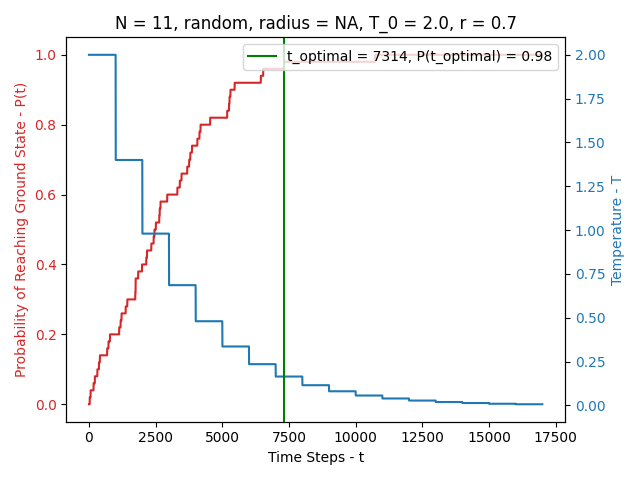 N = 11, random, radius = NA, T_0 = 2.0, r = 0.7
t_optimal = 7314, P(t_optimal) = 0.98
Probability of Reaching Ground State - P(t)
1.0
0.8
0.6
0.4
0.2
0.0
2.00
1.75
1.50
1.25
1.00
0.75
0.50
0.25
0.00
Temperature - T
0 2500 5000 7500 10000 12500 15000 17500
Time Steps - t